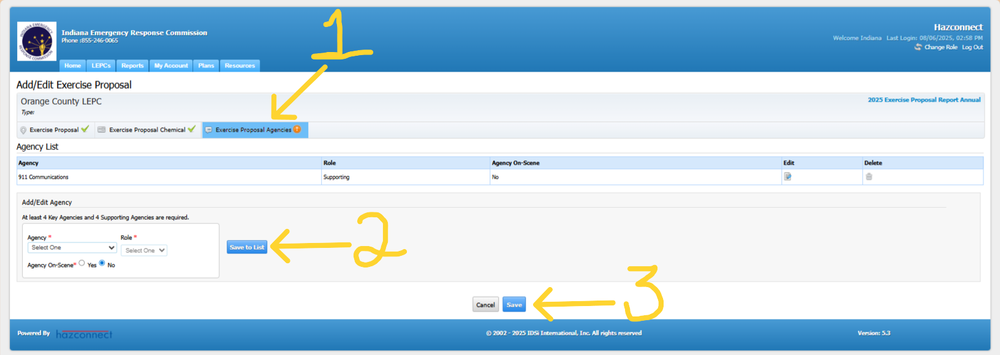 1
INDIANA EMERGENCY RESPONSE COMMISSION
Indiana Emergency Response Commission
Phone :855-246-0065
Hazconnect
Welcome Indiana Last Login: 08/06/2025, 02:58 PM
Change Role Log Out
Home LEPCs Reports My Account Plans Resources
Add/Edit Exercise Proposal
Orange County LEPC
2025 Exercise Proposal Report Annual
Type:
Exercise Proposal Exercise Proposal Chemical Exercise Proposal Agencies
Agency List
Agency Role Agency On-Scene Edit Delete
911 Communications Supporting No
Add/Edit Agency
At least 4 Key Agencies and 4 Supporting Agencies are required.
Agency * Role *
Select One Select One
Save to List
2
Agency On-Scene* Yes No
Cancel Save
3
Powered By hazconnect
© 2002 - 2025 IDSi International, Inc. All rights reserved
Version: 5.3